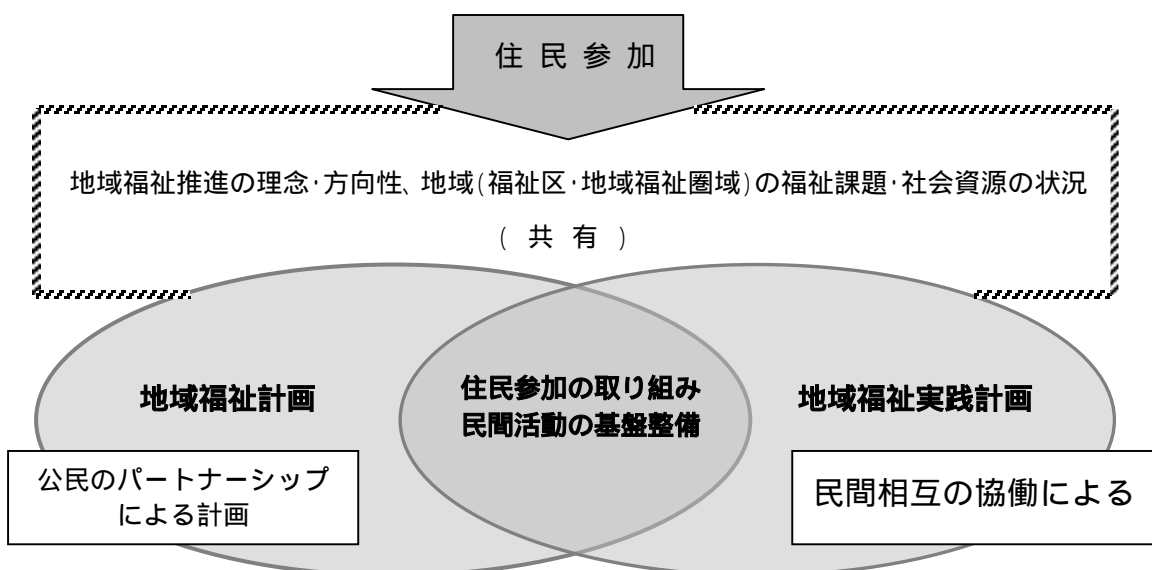 住民参加
地域福祉推進の理念・方向性、地域(福祉区・地域福祉圏域)の福祉課題・社会資源の状況
(共有)
地域福祉計画
住民参加の取り組み
民間活動の基盤整備
地域福祉実践計画
公民のパートナーシップ
による計画
民間相互の協働による